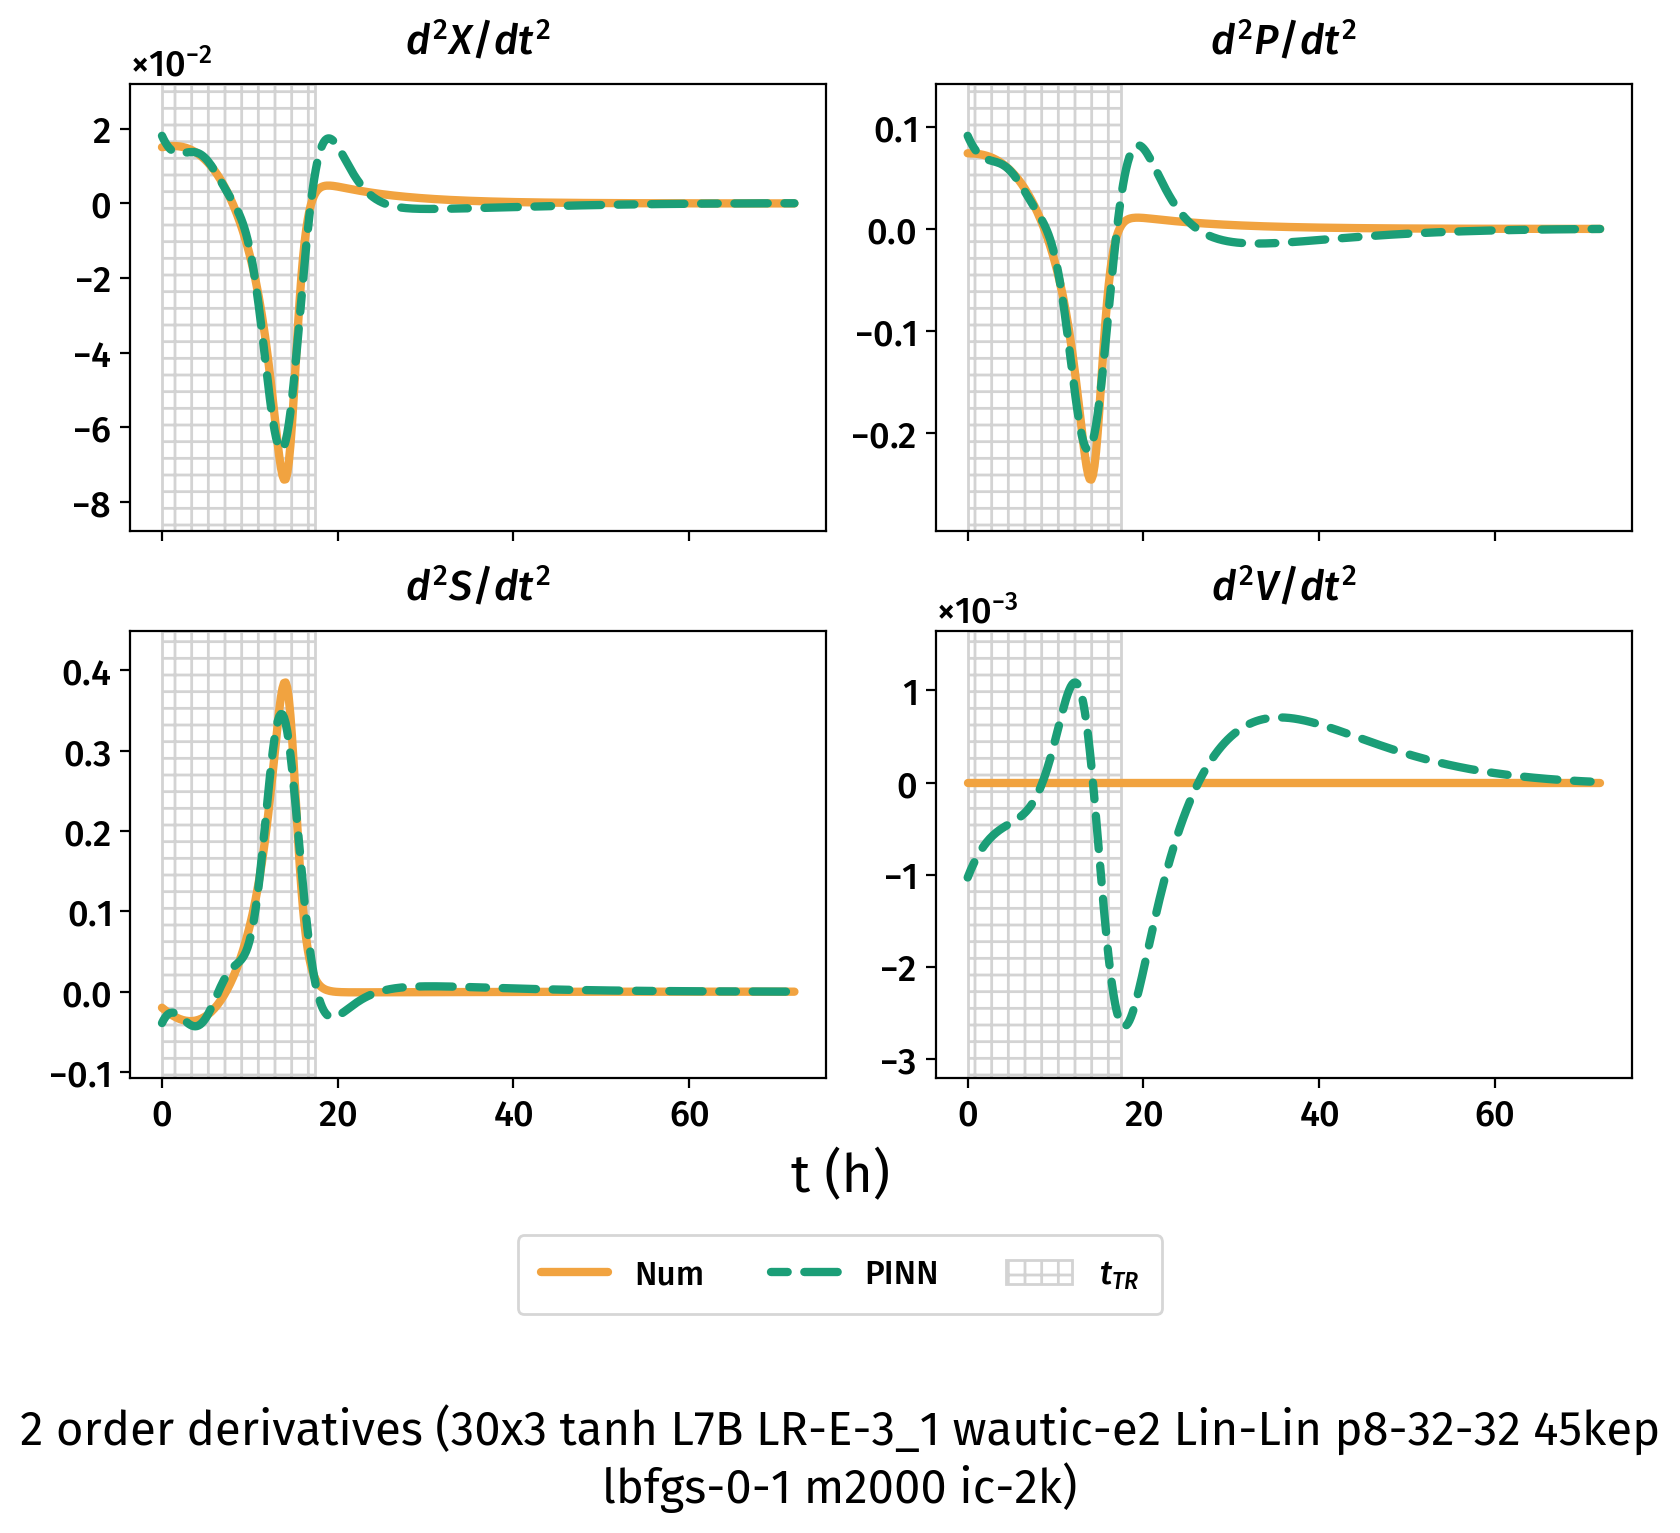 d²X/dt²
×10⁻²
2
0
−2
−4
−6
−8
d²P/dt²
0.1
0.0
−0.1
−0.2
d²S/dt²
0.4
0.3
0.2
0.1
0.0
−0.1
0 20 40 60
d²V/dt²
×10⁻³
1
0
−1
−2
−3
0 20 40 60
t (h)
Num PINN t_TR
2 order derivatives (30x3 tanh L7B LR-E-3_1 wautic-e2 Lin-Lin p8-32-32 45kep
lbfgs-0-1 m2000 ic-2k)